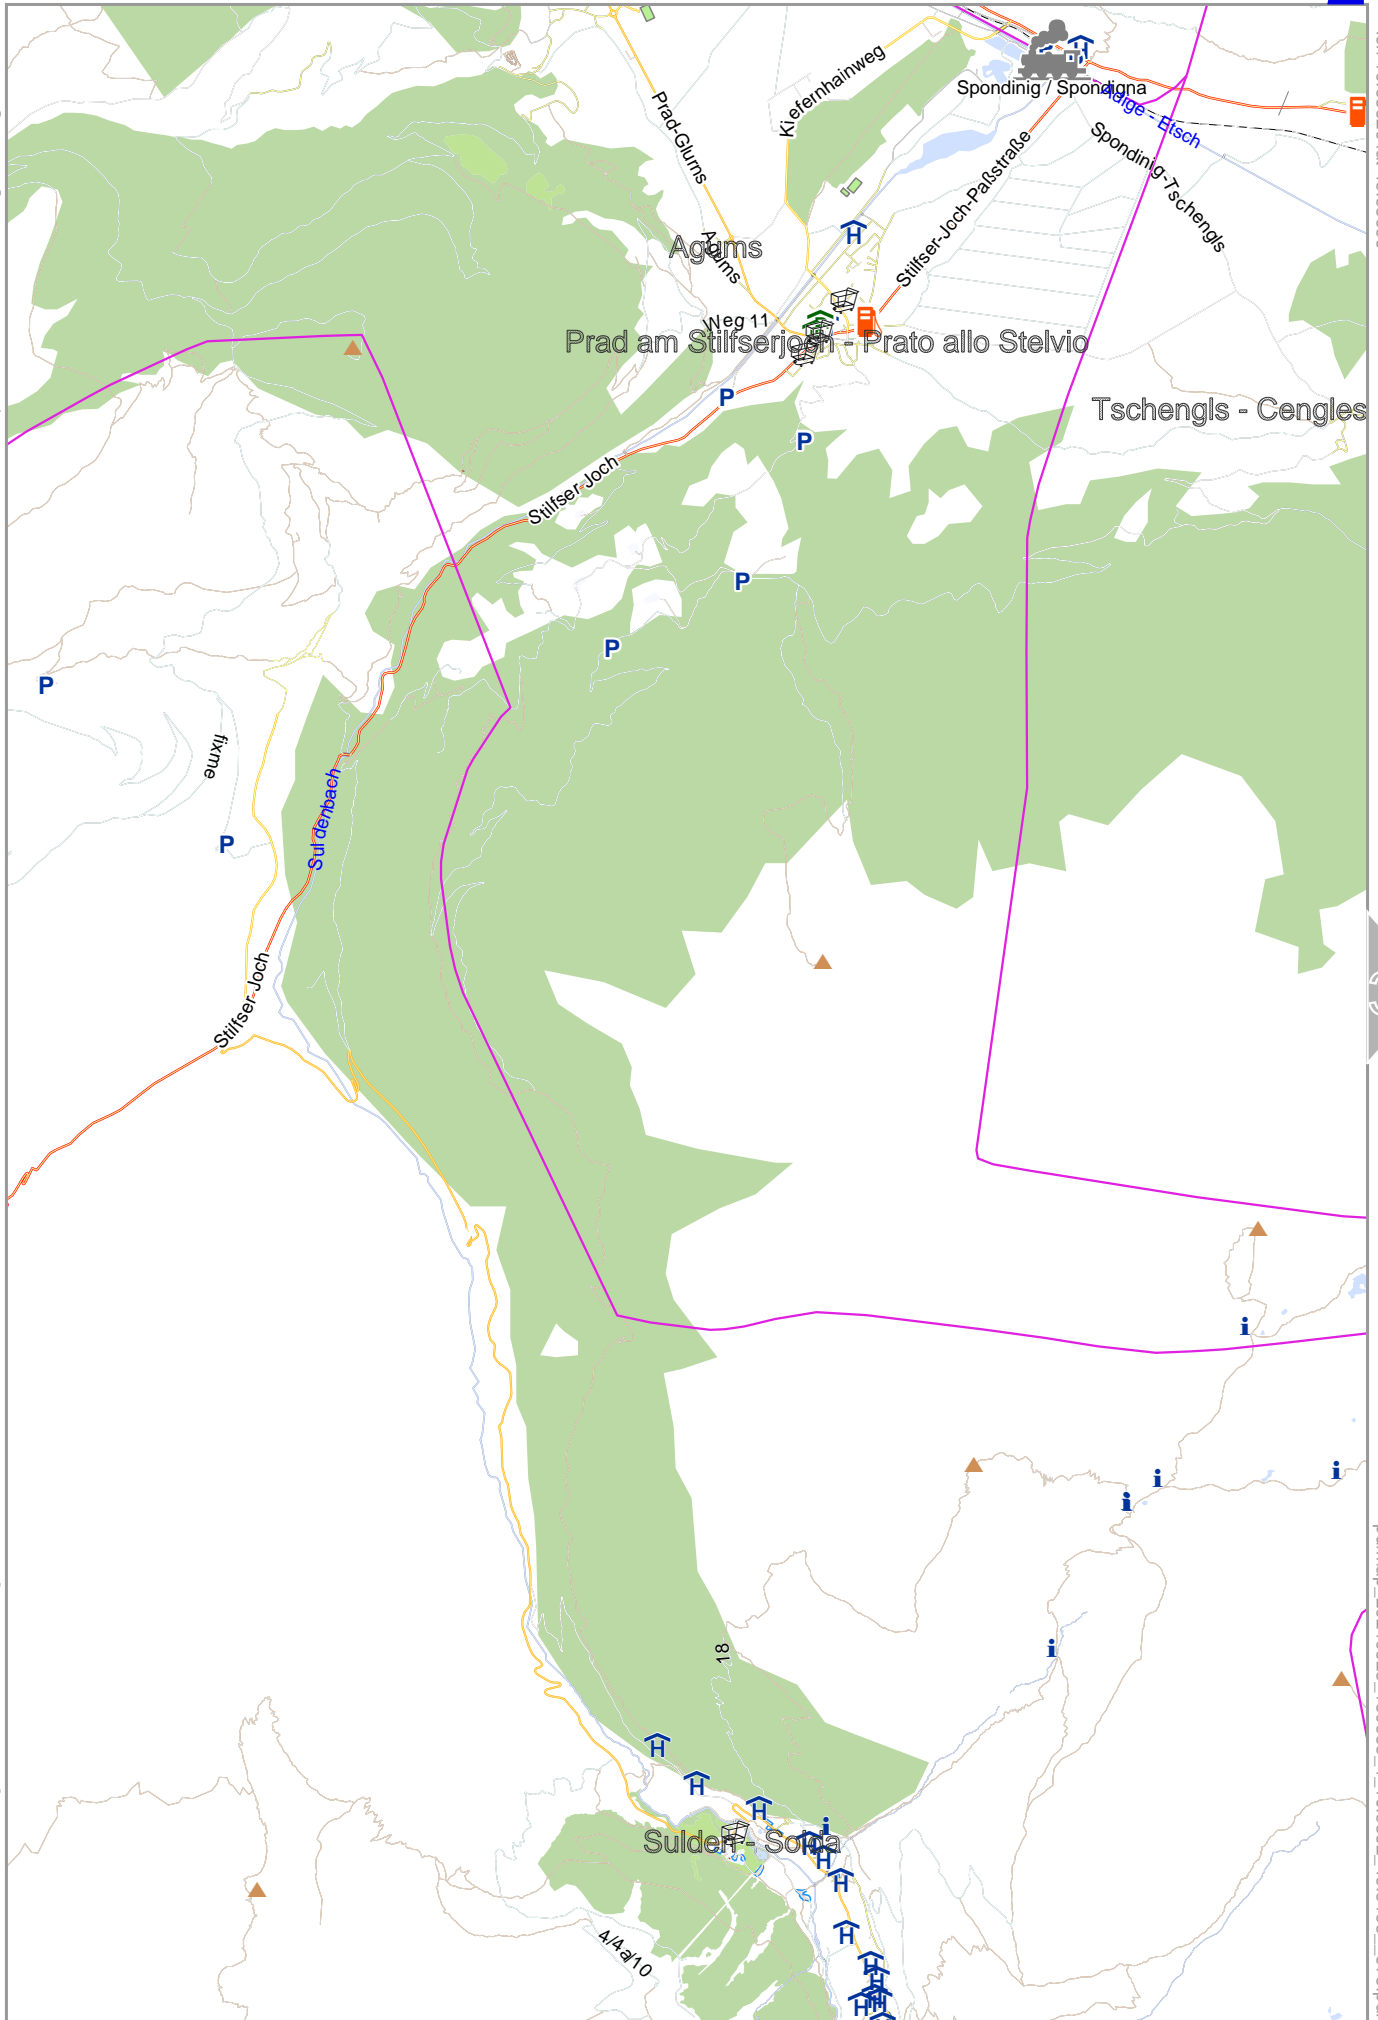 Spondinig / Spondigna
Kiefernhainweg
Adige - Etsch
Prad-Glurns
Spondinig-Tschengls
Stilfser-Joch-Paßstraße
H
H
Agums
Agums
Weg 11
Prad am Stilfserjoch - Prato allo Stelvio
P
Tschengls - Cengles
P
Stilfser-Joch
P
P
P
fixme
Suldenbach
P
Stilfser-Joch
i
i
i
i
i
18
H
H
H
i
Sulden - Solda
H
H
H
H
4/4a/10
H
H
H
H